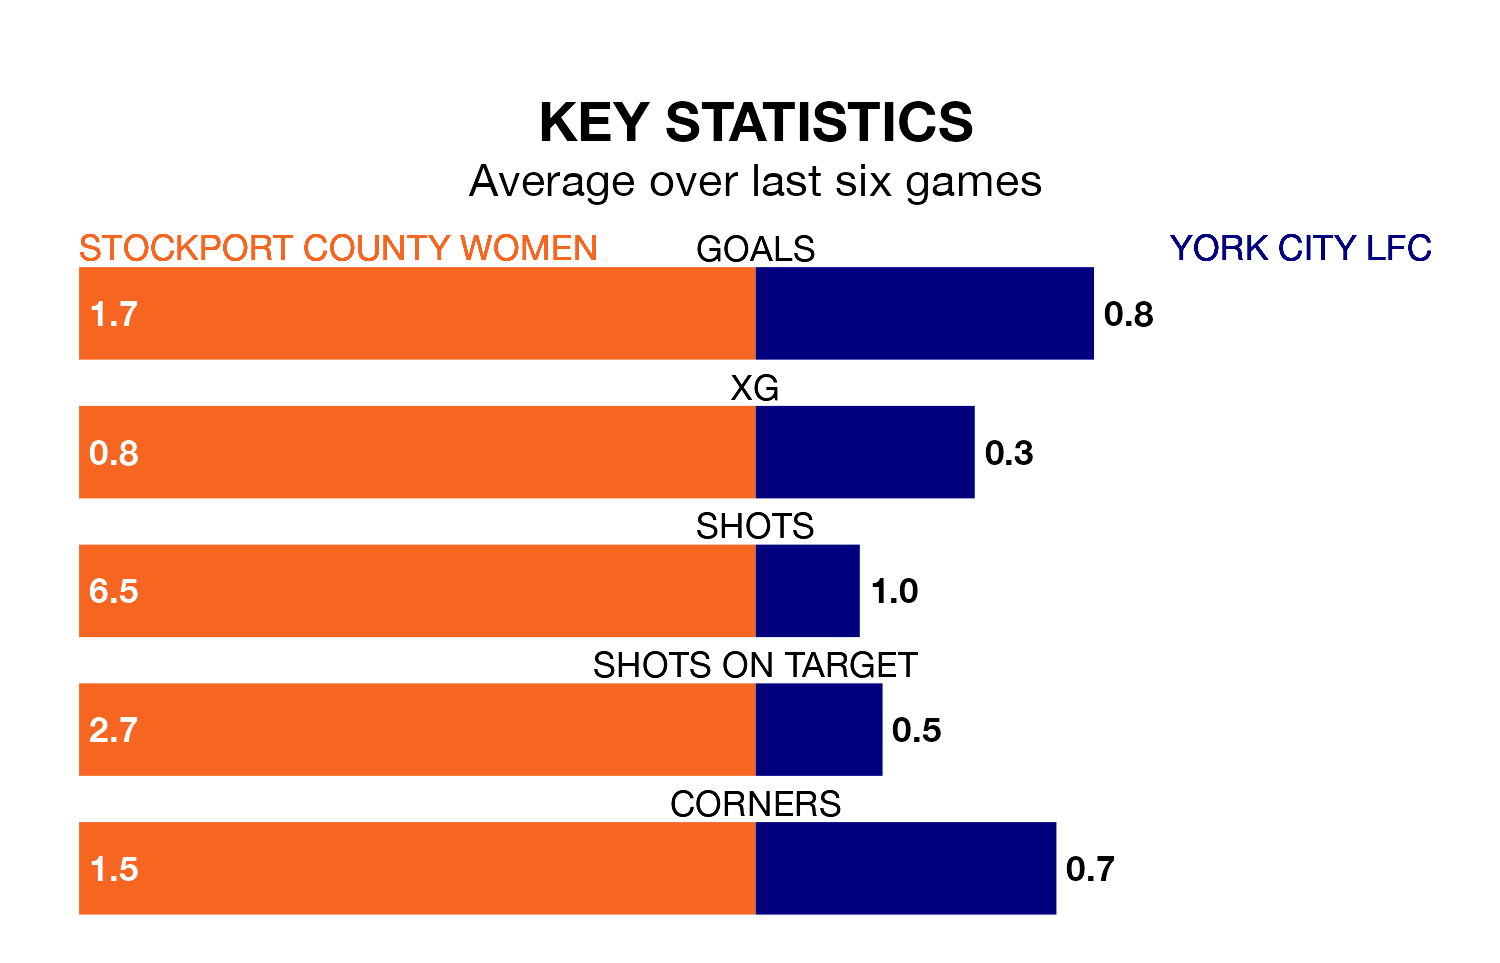 KEY STATISTICS
Average over last six games
STOCKPORT COUNTY WOMEN GOALS YORK CITY LFC
1.7 0.8
XG
0.8 0.3
SHOTS
6.5 1.0
SHOTS ON TARGET
2.7 0.5
CORNERS
1.5 0.7